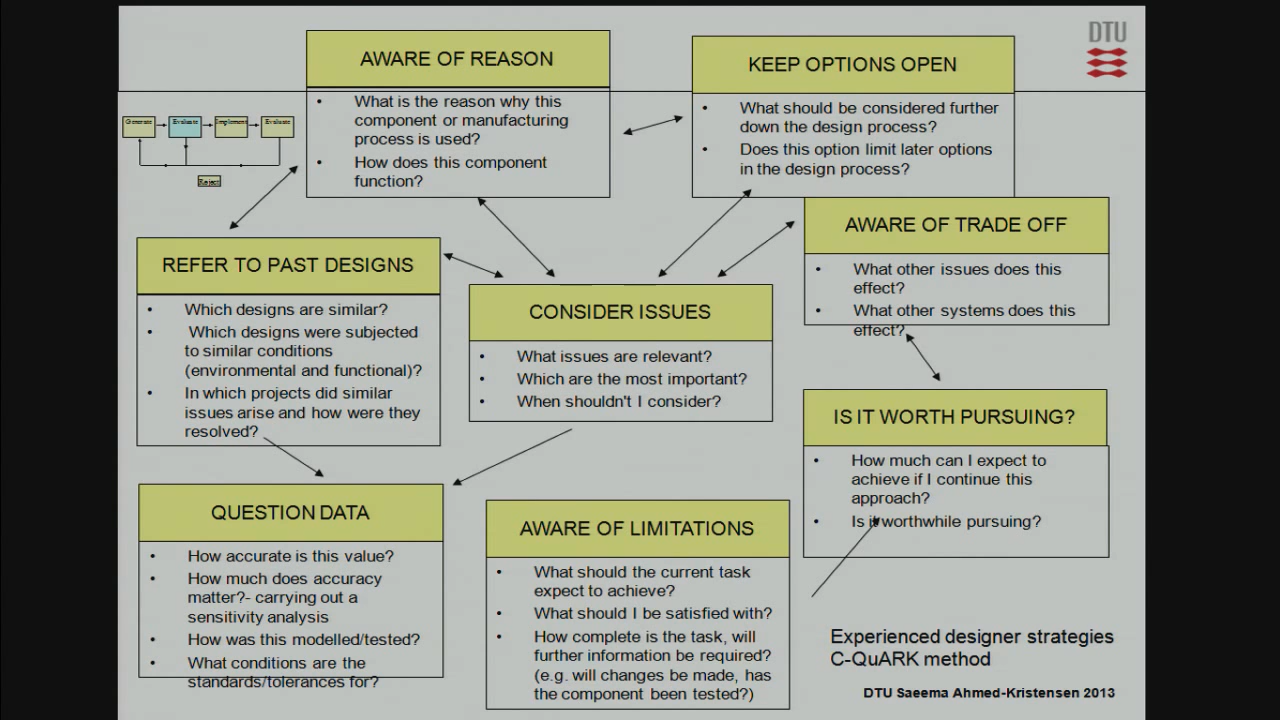 DTU
AWARE OF REASON
• What is the reason why this
component or manufacturing
process is used?
• How does this component
function?
KEEP OPTIONS OPEN
• What should be considered further
down the design process?
• Does this option limit later options
in the design process?
Generate
Evaluate
Implement
Evaluate
Reject
REFER TO PAST DESIGNS
• Which designs are similar?
• Which designs were subjected
to similar conditions
(environmental and functional)?
• In which projects did similar
issues arise and how were they
resolved?
CONSIDER ISSUES
• What issues are relevant?
• Which are the most important?
• When shouldn't I consider?
AWARE OF TRADE OFF
• What other issues does this
effect?
• What other systems does this
effect?
IS IT WORTH PURSUING?
• How much can I expect to
achieve if I continue this
approach?
• Is it worthwhile pursuing?
QUESTION DATA
• How accurate is this value?
• How much does accuracy
matter?- carrying out a
sensitivity analysis
• How was this modelled/tested?
• What conditions are the
standards/tolerances for?
AWARE OF LIMITATIONS
• What should the current task
expect to achieve?
• What should I be satisfied with?
• How complete is the task, will
further information be required?
(e.g. will changes be made, has
the component been tested?)
Experienced designer strategies
C-QuARK method
DTU Saeema Ahmed-Kristensen 2013